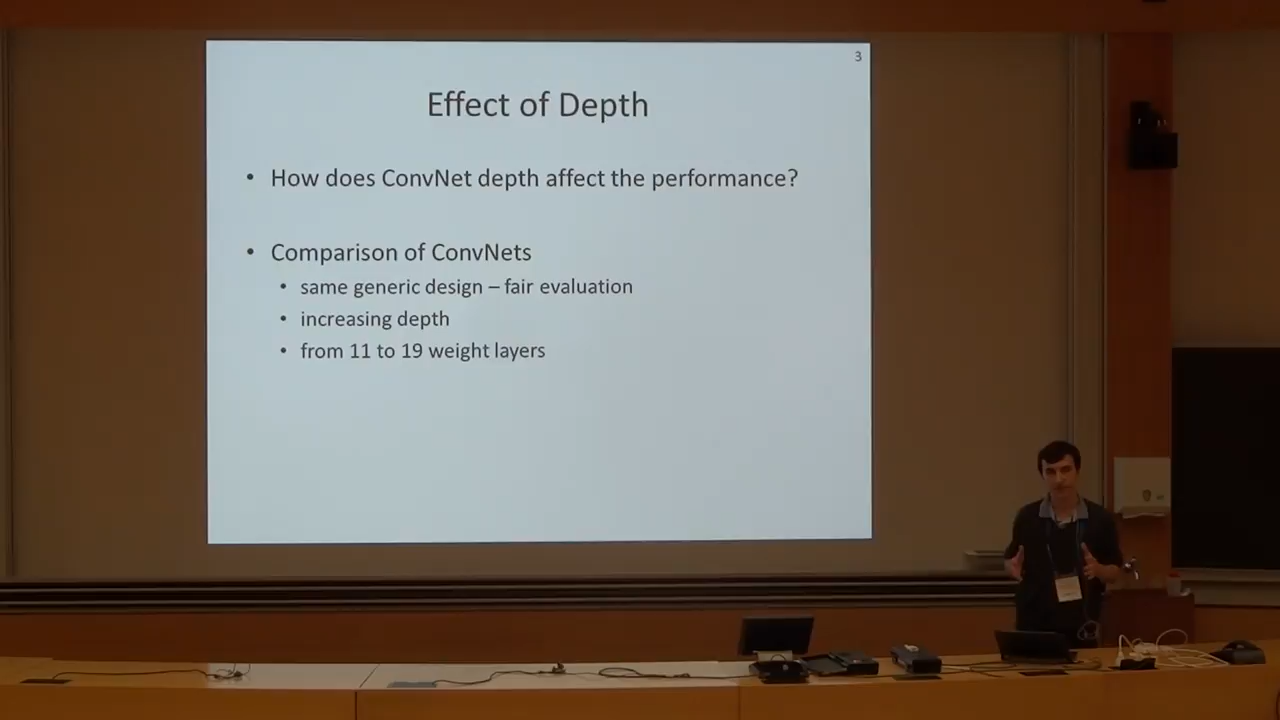 3
Effect of Depth
• How does ConvNet depth affect the performance?
• Comparison of ConvNets
• same generic design – fair evaluation
• increasing depth
• from 11 to 19 weight layers